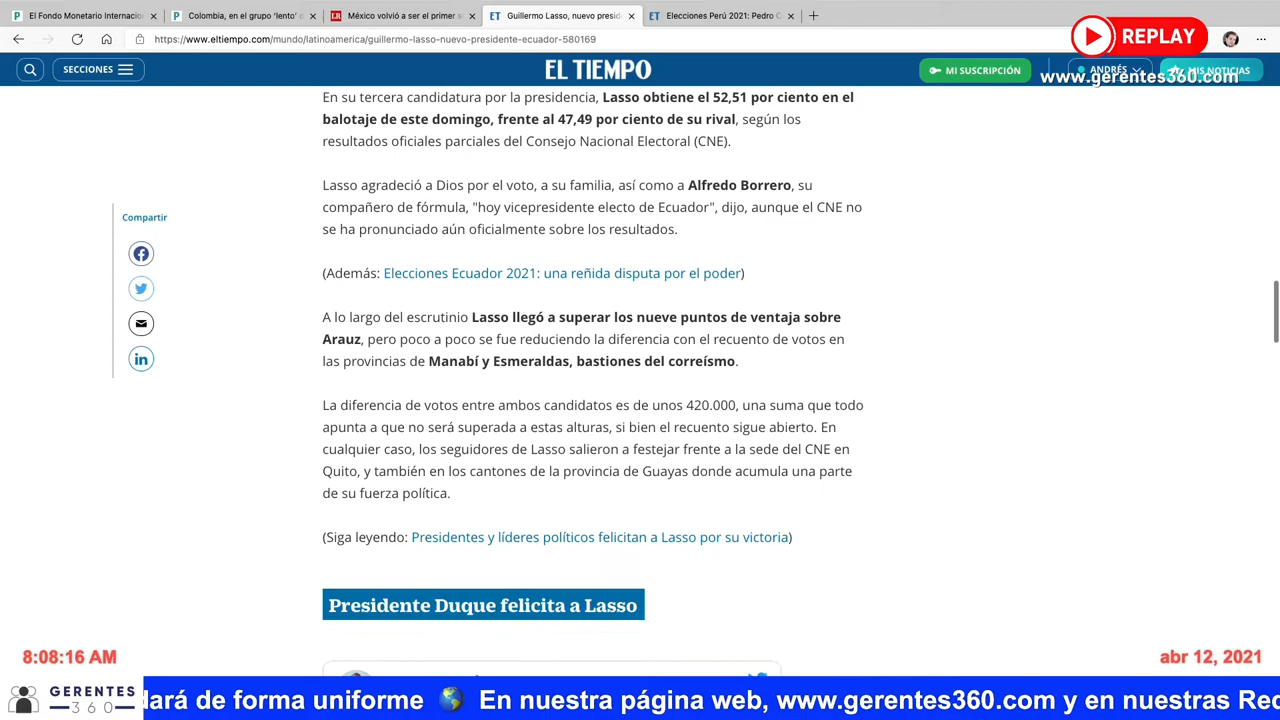 El Fondo Monetario Internacio
Colombia, en el grupo 'lento' d
México volvió a ser el primer s
Guillermo Lasso, nuevo presid
Elecciones Perú 2021: Pedro C
https://www.eltiempo.com/mundo/latinoamerica/guillermo-lasso-nuevo-presidente-ecuador-580169
REPLAY
SECCIONES
EL TIEMPO
MI SUSCRIPCIÓN
ANDRÉS
MIS NOTICIAS
www.gerentes360.com
En su tercera candidatura por la presidencia, Lasso obtiene el 52,51 por ciento en el
balotaje de este domingo, frente al 47,49 por ciento de su rival, según los
resultados oficiales parciales del Consejo Nacional Electoral (CNE).
Lasso agradeció a Dios por el voto, a su familia, así como a Alfredo Borrero, su
compañero de fórmula, "hoy vicepresidente electo de Ecuador", dijo, aunque el CNE no
se ha pronunciado aún oficialmente sobre los resultados.
Compartir
(Además: Elecciones Ecuador 2021: una reñida disputa por el poder)
A lo largo del escrutinio Lasso llegó a superar los nueve puntos de ventaja sobre
Arauz, pero poco a poco se fue reduciendo la diferencia con el recuento de votos en
las provincias de Manabí y Esmeraldas, bastiones del correísmo.
La diferencia de votos entre ambos candidatos es de unos 420.000, una suma que todo
apunta a que no será superada a estas alturas, si bien el recuento sigue abierto. En
cualquier caso, los seguidores de Lasso salieron a festejar frente a la sede del CNE en
Quito, y también en los cantones de la provincia de Guayas donde acumula una parte
de su fuerza política.
(Siga leyendo: Presidentes y líderes políticos felicitan a Lasso por su victoria)
Presidente Duque felicita a Lasso
8:08:16 AM
abr 12, 2021
GERENTES
360
dará de forma uniforme 🌎 En nuestra página web, www.gerentes360.com y en nuestras Red